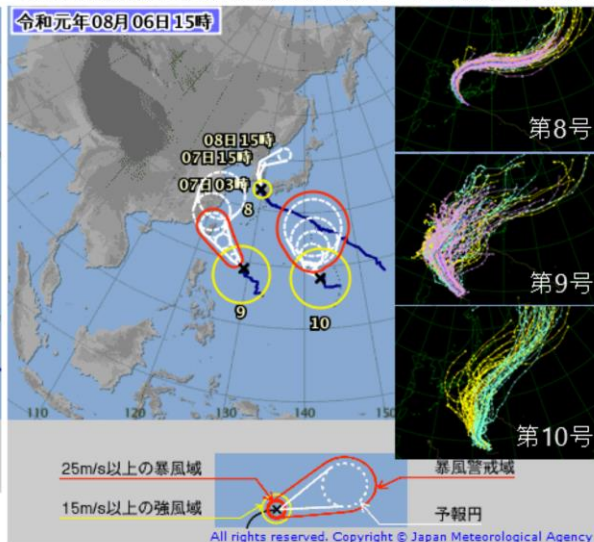 令和元年08月06日15時
第8号
08日15時
07日15時
07日03時
8
第9号
9
10
第10号
110
120
130
140
150
25m/s以上の暴風域
暴風警戒域
15m/s以上の強風域
予報円
All rights reserved. Copyright © Japan Meteorological Agency